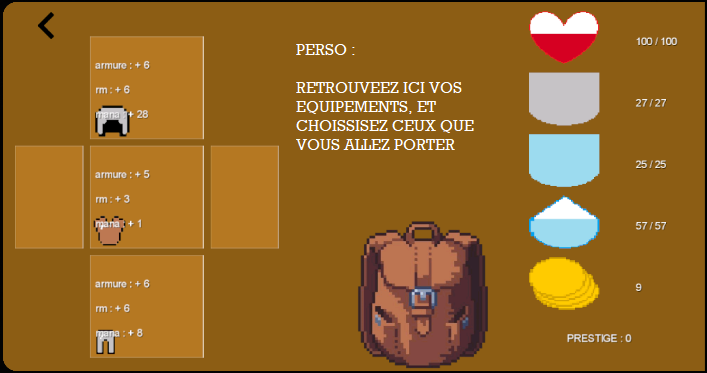 armure : + 6
rm : + 6
mana : + 28
armure : + 5
rm : + 3
mana : + 1
armure : + 6
rm : + 6
mana : + 8
PERSO :
RETROUVEEZ ICI VOS
EQUIPEMENTS, ET
CHOISSISEZ CEUX QUE
VOUS ALLEZ PORTER
100 / 100
27 / 27
25 / 25
57 / 57
9
PRESTIGE : 0